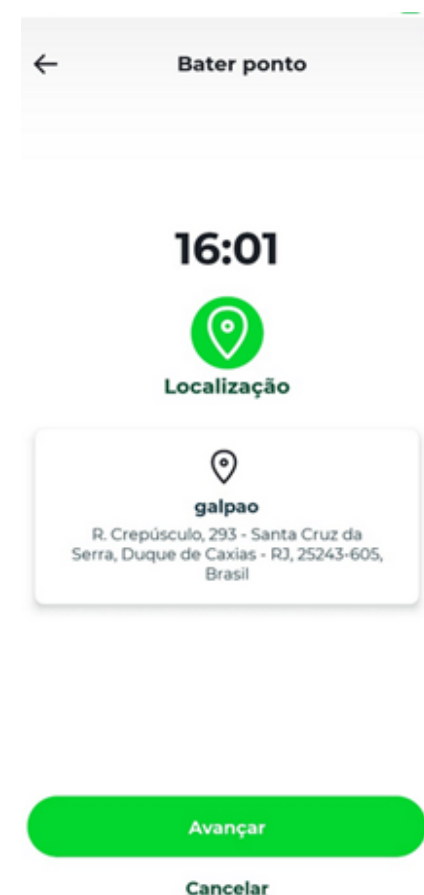 Bater ponto
16:01
Localização
galpao
R. Crepúsculo, 293 - Santa Cruz da
Serra, Duque de Caxias - RJ, 25243-605,
Brasil
Avançar
Cancelar